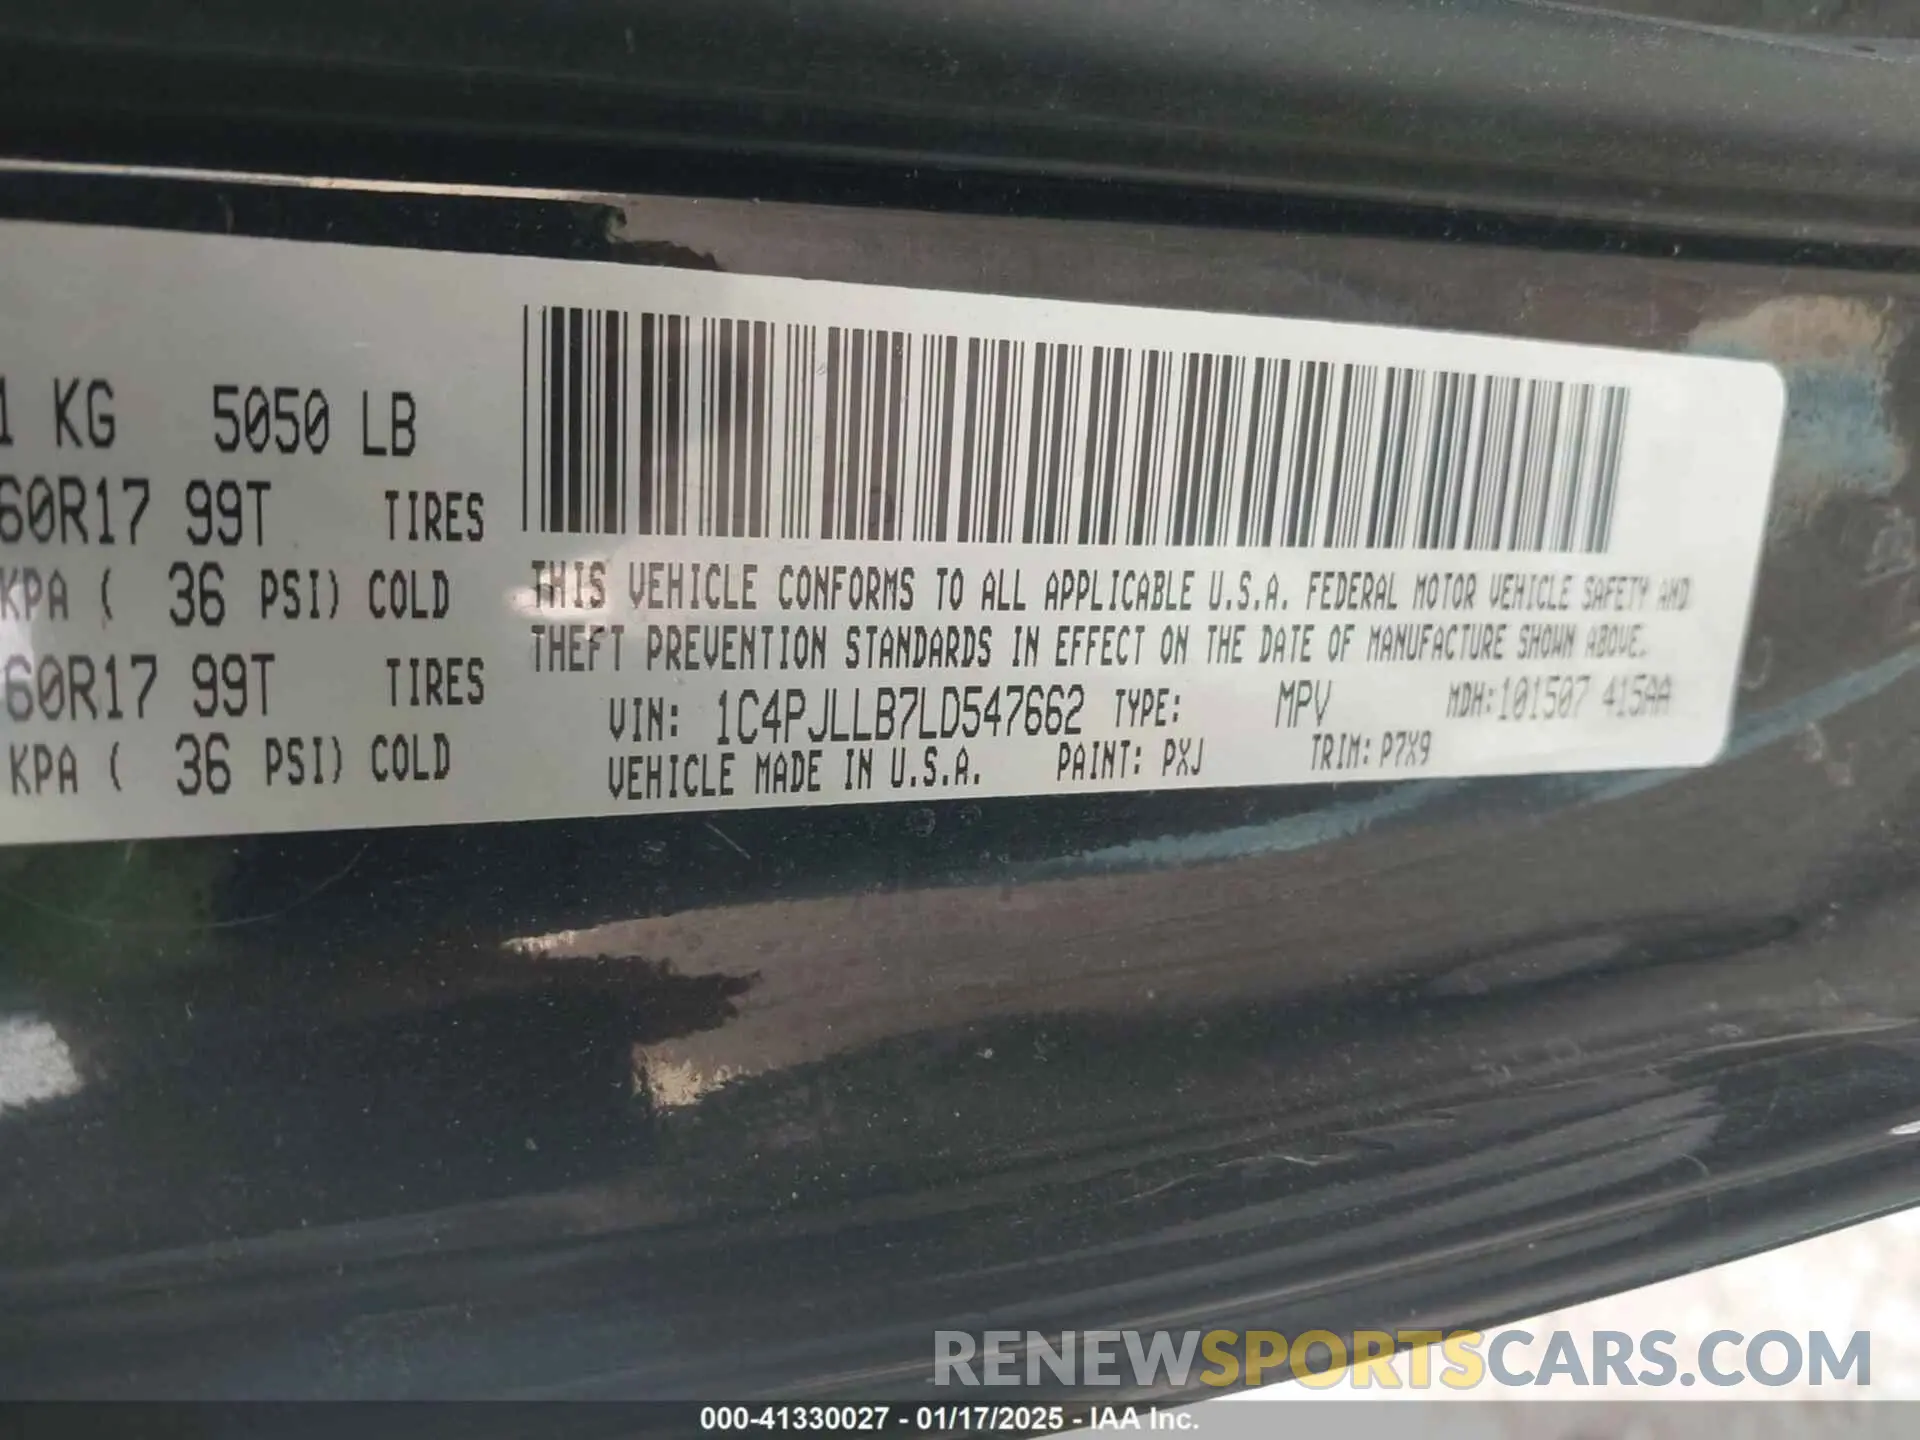 1 KG 5050 LB
60R17 99T TIRES
KPA ( 36 PSI) COLD
60R17 99T TIRES
KPA ( 36 PSI) COLD
THIS VEHICLE CONFORMS TO ALL APPLICABLE U.S.A. FEDERAL MOTOR VEHICLE SAFETY AND
THEFT PREVENTION STANDARDS IN EFFECT ON THE DATE OF MANUFACTURE SHOWN ABOVE.
VIN: 1C4PJLLB7LD547662 TYPE: MPV MDH:101507 415AA
VEHICLE MADE IN U.S.A. PAINT: PXJ TRIM: P7X9
RENEWSPORTSCARS.COM
000-41330027 - 01/17/2025 - IAA Inc.